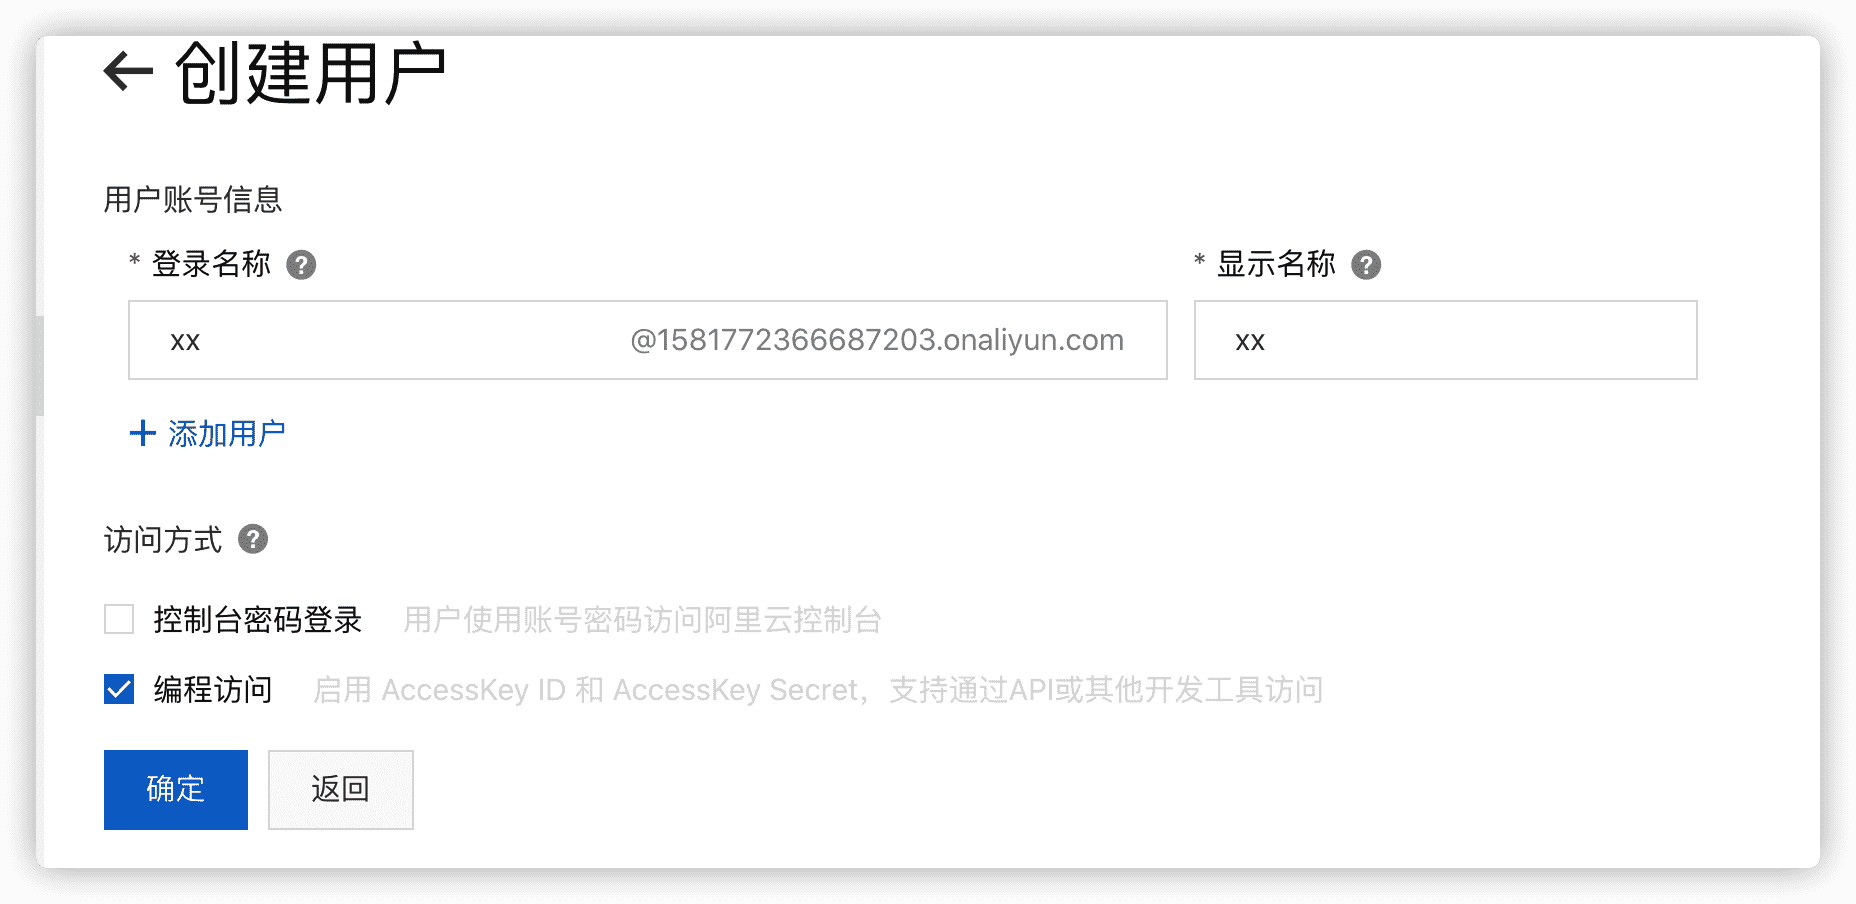 创建用户
用户账号信息
* 登录名称 ?
* 显示名称 ?
xx @1581772366687203.onaliyun.com
xx
+ 添加用户
访问方式 ?
控制台密码登录 用户使用账号密码访问阿里云控制台
编程访问 启用 AccessKey ID 和 AccessKey Secret，支持通过API或其他开发工具访问
确定 返回